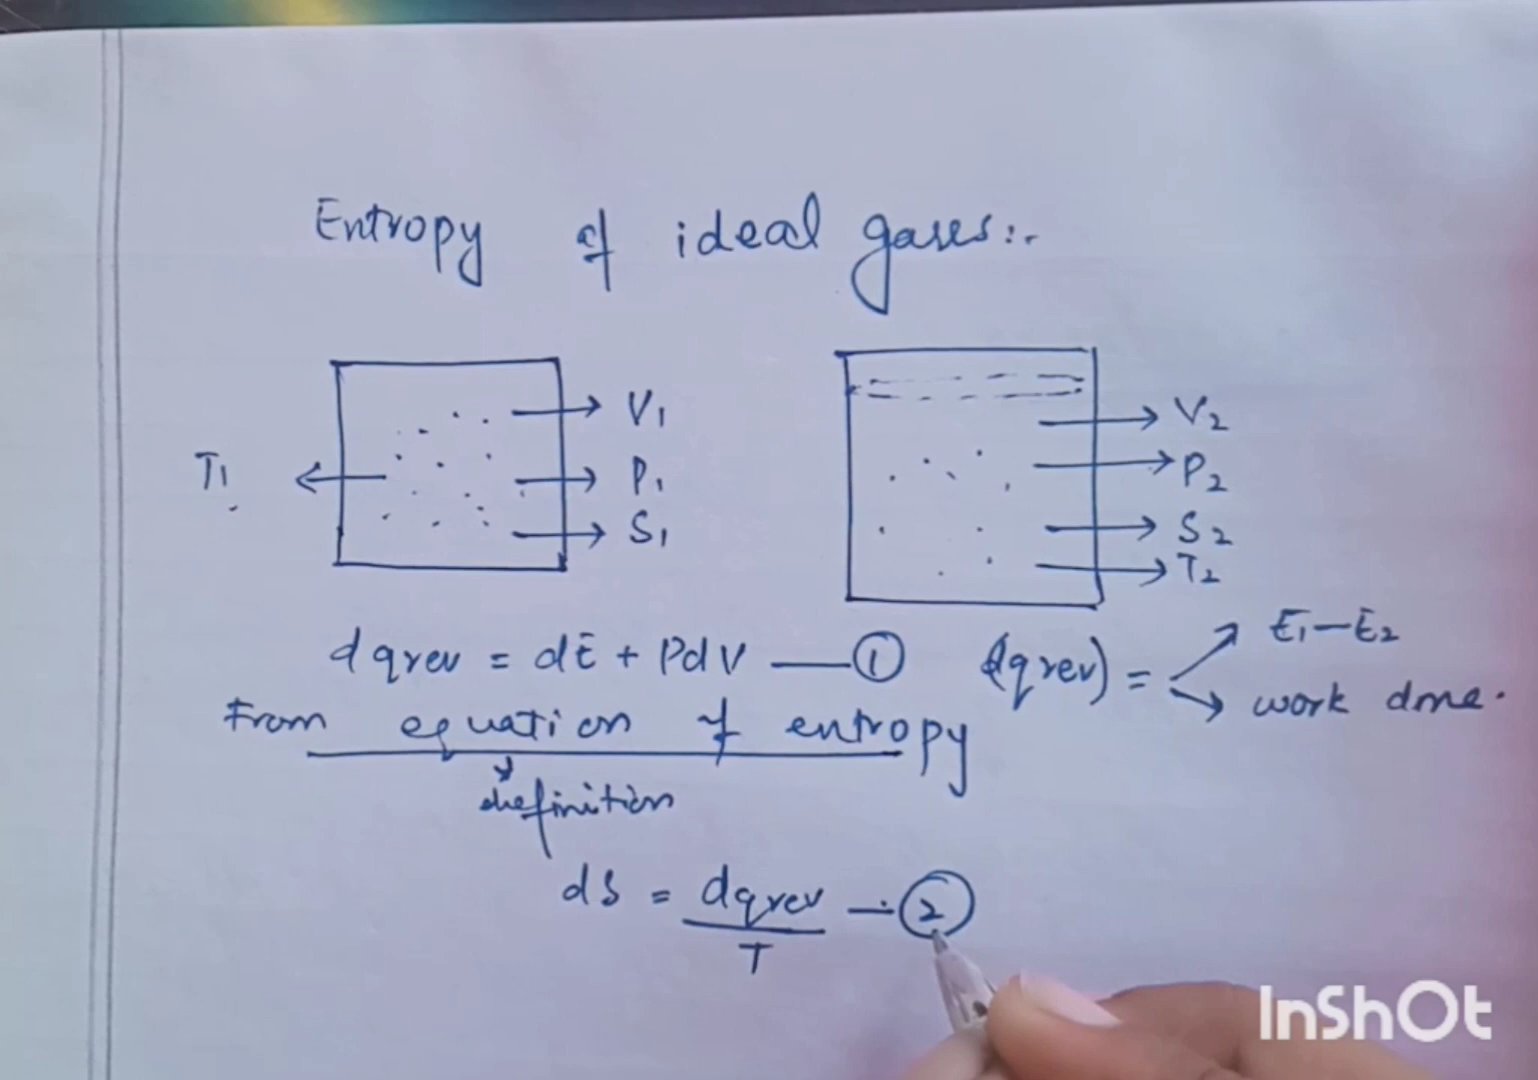 Entropy of ideal gases:-
T1
V1
P1
S1
V2
P2
S2
T2
dqrev = dE + PdV —— ①
(dqrev) =
E1-E2
work done.
From equation of entropy
definition
dS = dqrev / T — ②
InShOt